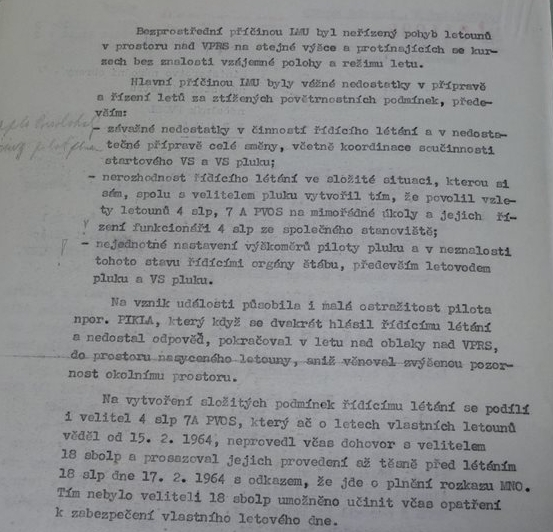 Bezprostřední příčinou LMU byl neřízený pohyb letounů
v prostoru nad VPRS na stejné výšce a protínajících se kur-
zech bez znalosti vzájemné polohy a režimu letu.
Hlavní příčinou LMU byly vážné nedostatky v přípravě
a řízení letů za ztížených povětrnostních podmínek, přede-
vším:
- závažné nedostatky v činnosti řídícího létání a v nedosta-
tečné přípravě celé směny, včetně koordinace součinnosti
startového VS a VS pluku;
- nerozhodnost řídícího létání ve složité situaci, kterou si
sám, spolu s velitelem pluku vytvořil tím, že povolil vzle-
ty letounů 4 slp, 7 A PVOS na mimořádné úkoly a jejich ří-
zení funkcionáři 4 slp ze společného stanoviště;
- nejednotné nastavení výškoměrů piloty pluku a v neznalosti
tohoto stavu řídícími orgány štábu, především letovodem
pluku a VS pluku.
Na vznik události působila i malá ostražitost pilota
npor. PIKLA, který když se dvakrát hlásil řídícímu létání
a nedostal odpověď, pokračoval v letu nad oblaky nad VPRS,
do prostoru nasyceného letouny, aniž věnoval zvýšenou pozor-
nost okolnímu prostoru.
Na vytvoření složitých podmínek řídícímu létání se podílí
i velitel 4 slp 7A PVOS, který ač o letech vlastních letounů
věděl od 15. 2. 1964, neprovedl včas dohovor s velitelem
18 sbolp a prosazoval jejich provedení až těsně před létáním
18 slp dne 17. 2. 1964 s odkazem, že jde o plnění rozkazu MNO.
Tím nebylo veliteli 18 sbolp umožněno učinit včas opatření
k zabezpečení vlastního letového dne.